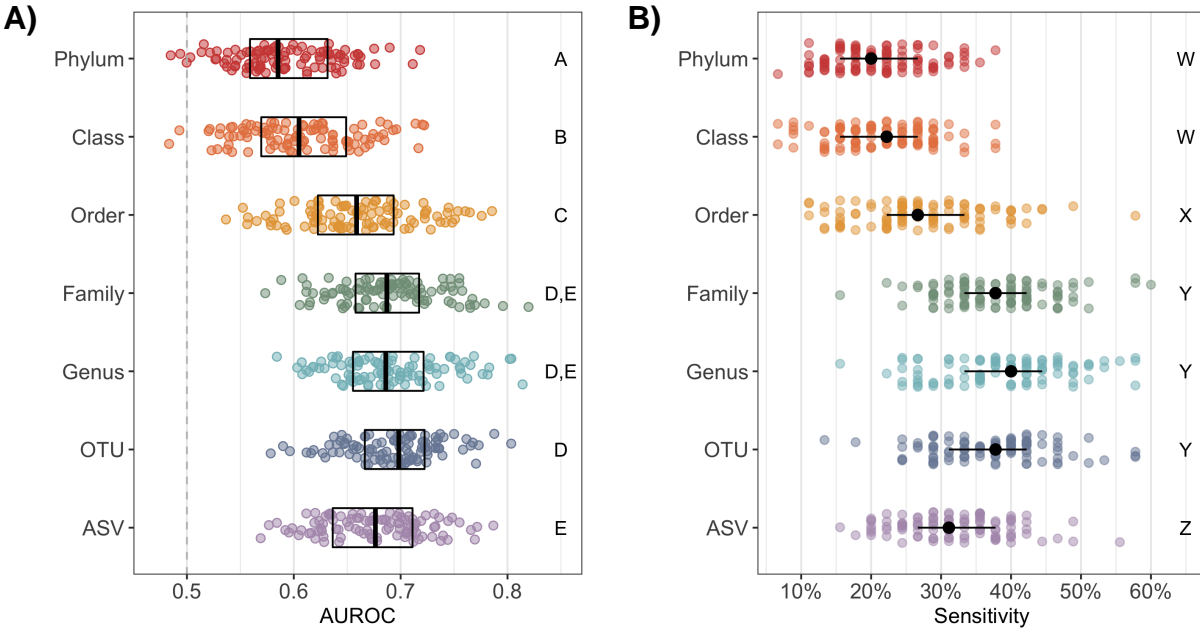 A)
Phylum
A
Class
B
Order
C
Family
D,E
Genus
D,E
OTU
D
ASV
E
0.5 0.6 0.7 0.8
AUROC
B)
Phylum
W
Class
W
Order
X
Family
Y
Genus
Y
OTU
Y
ASV
Z
10% 20% 30% 40% 50% 60%
Sensitivity